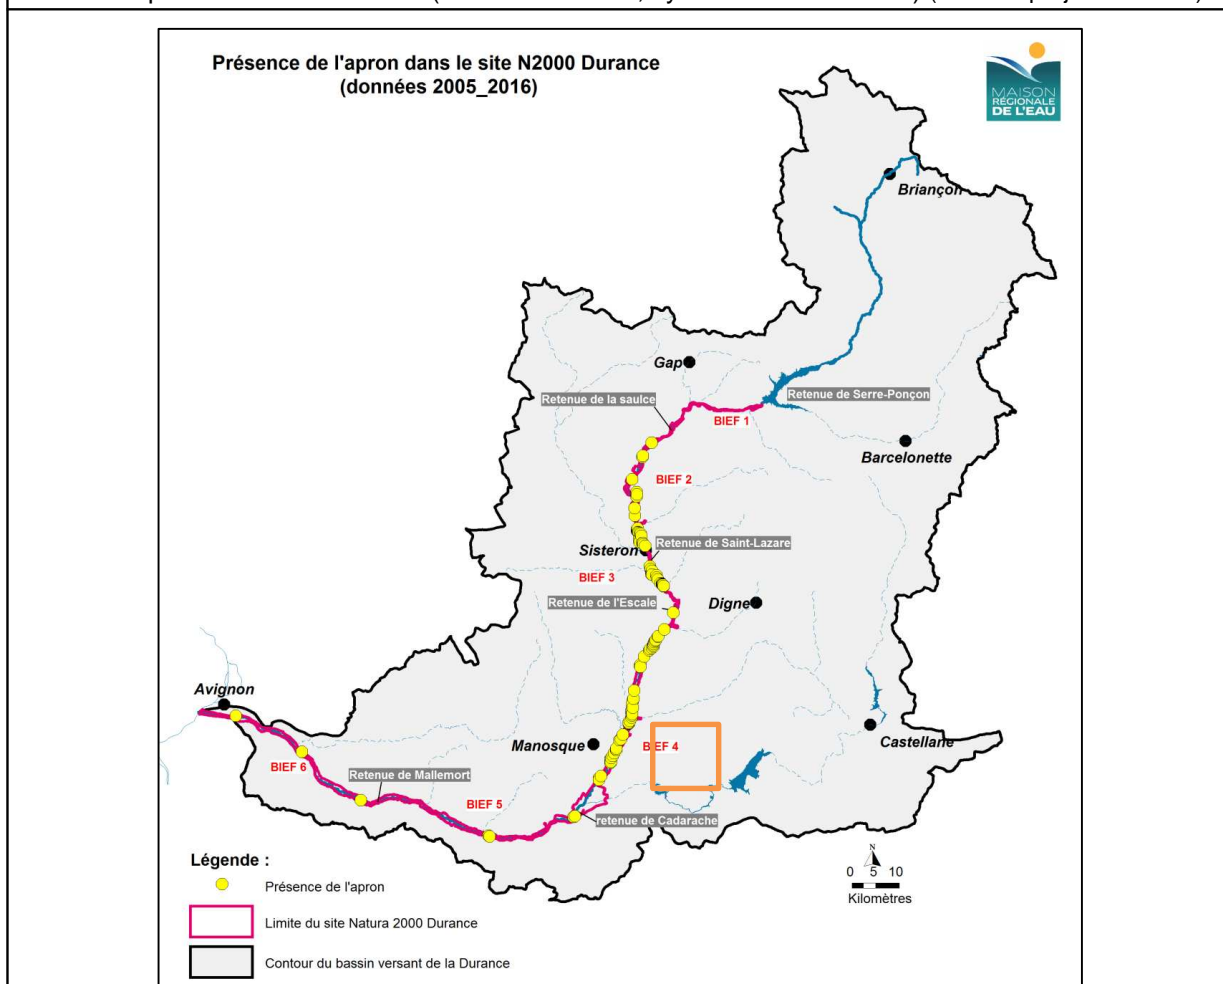 Présence de l'apron dans le site N2000 Durance
(données 2005_2016)
MAISON
RÉGIONALE
DE L'EAU
Briançon
Gap
Retenue de la saulce
Retenue de Serre-Ponçon
BIEF 1
Barcelonette
BIEF 2
Sisteron
Retenue de Saint-Lazare
BIEF 3
Retenue de l'Escale
Digne
Avignon
Castellane
Manosque
BIEF 4
BIEF 6
Retenue de Mallemort
BIEF 5
retenue de Cadarache
Légende :
Présence de l'apron
Limite du site Natura 2000 Durance
Contour du bassin versant de la Durance
N
0 5 10
Kilomètres